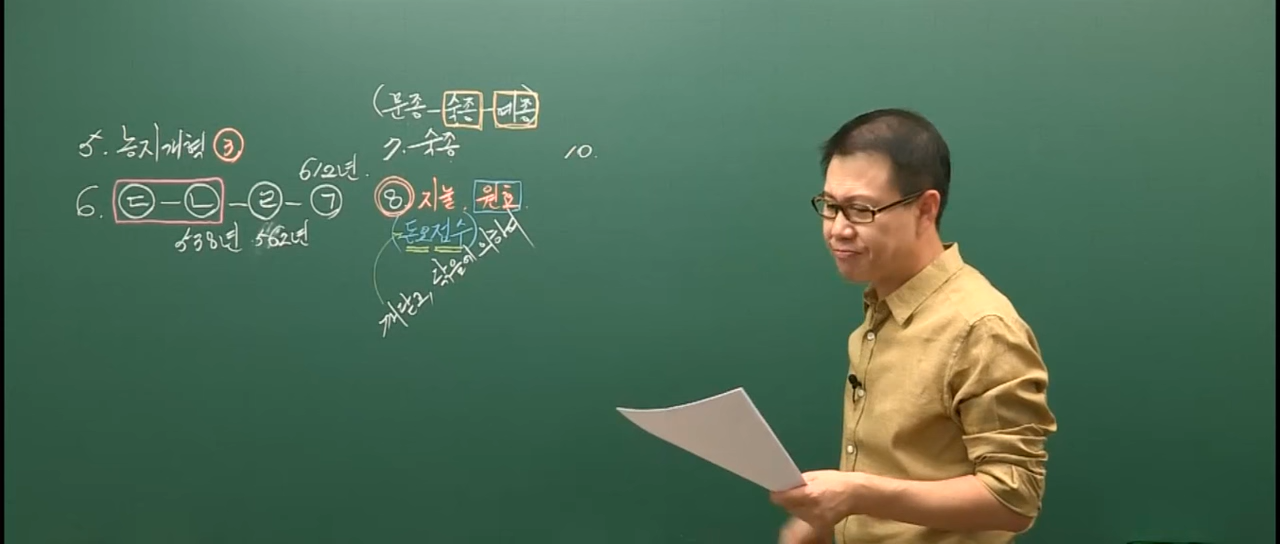 5. 농지개혁 ③
612년.
6. ㄷ - ㄴ - ㄹ - ㄱ
538년 562년
(문종 - 숙종 - 예종)
7. 숙종
⑧ 지눌. 원효.
(돈오점수)
깨닫고,
10.